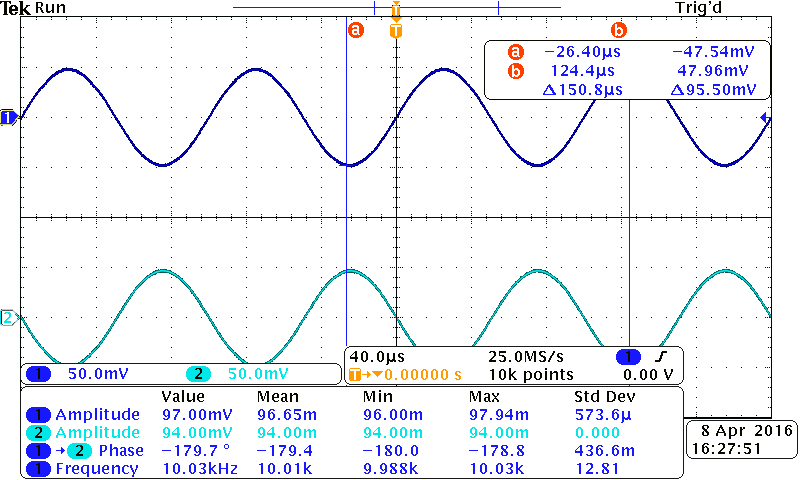 Tek Run Trig'd
T
a b
T
a −26.40µs −47.54mV
b 124.4µs 47.96mV
Δ150.8µs Δ95.50mV
1
2
1 50.0mV 2 50.0mV
40.0µs 25.0MS/s 1
T→▼0.00000 s 10k points 0.00 V
Value Mean Min Max Std Dev
1 Amplitude 97.00mV 96.65m 96.00m 97.94m 573.6µ
2 Amplitude 94.00mV 94.00m 94.00m 94.00m 0.000
1 → 2 Phase −179.7 ° −179.4 −180.0 −178.8 436.6m
1 Frequency 10.03kHz 10.01k 9.988k 10.03k 12.81
8 Apr 2016
16:27:51